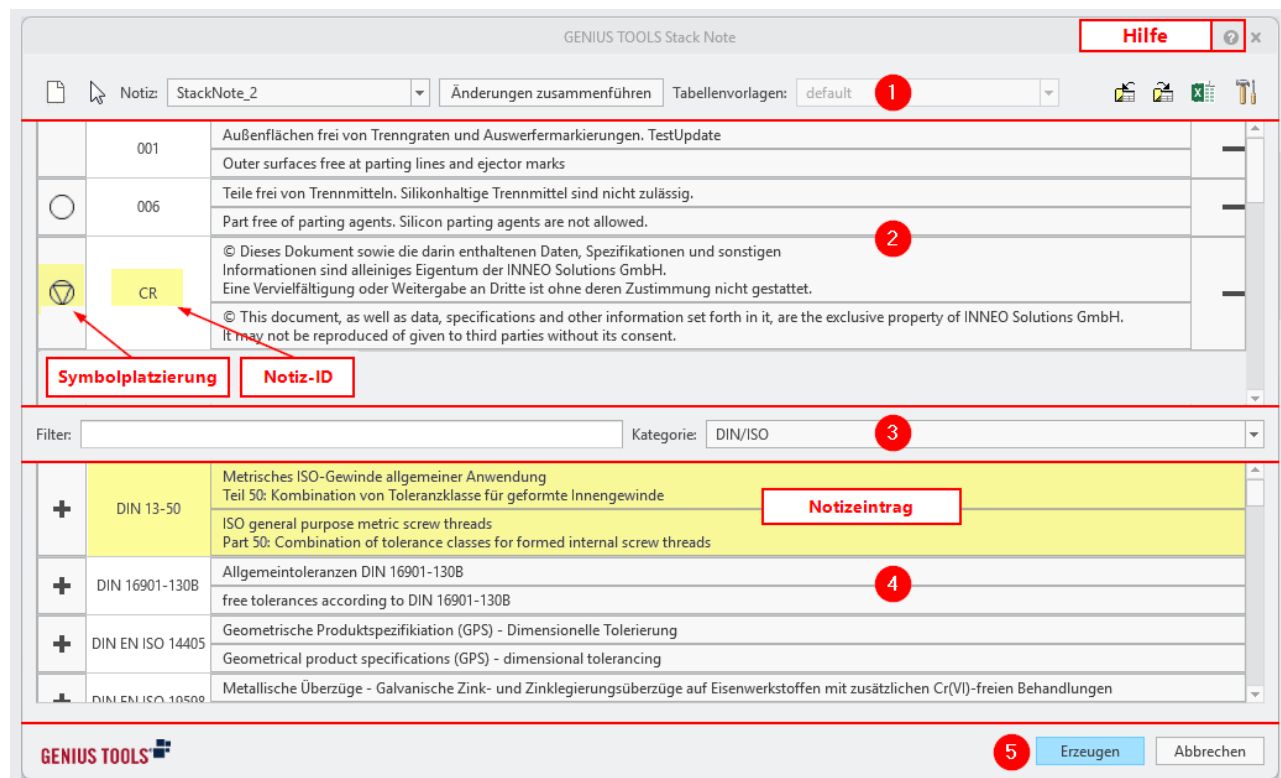 GENIUS TOOLS Stack Note
Hilfe
Notiz: StackNote_2 Änderungen zusammenführen Tabellenvorlagen: default 1
001
Außenflächen frei von Trenngraten und Auswerfermarkierungen. TestUpdate
Outer surfaces free at parting lines and ejector marks
006
Teile frei von Trennmitteln. Silikonhaltige Trennmittel sind nicht zulässig.
Part free of parting agents. Silicon parting agents are not allowed.
2
CR
© Dieses Dokument sowie die darin enthaltenen Daten, Spezifikationen und sonstigen
Informationen sind alleiniges Eigentum der INNEO Solutions GmbH.
Eine Vervielfältigung oder Weitergabe an Dritte ist ohne deren Zustimmung nicht gestattet.
© This document, as well as data, specifications and other information set forth in it, are the exclusive property of INNEO Solutions GmbH.
It may not be reproduced of given to third parties without its consent.
Symbolplatzierung Notiz-ID
Filter: Kategorie: DIN/ISO 3
DIN 13-50
Metrisches ISO-Gewinde allgemeiner Anwendung
Teil 50: Kombination von Toleranzklasse für geformte Innengewinde
Notizeintrag
ISO general purpose metric screw threads
Part 50: Combination of tolerance classes for formed internal screw threads
DIN 16901-130B
Allgemeintoleranzen DIN 16901-130B
free tolerances according to DIN 16901-130B
4
DIN EN ISO 14405
Geometrische Produktspezifikiation (GPS) - Dimensionelle Tolerierung
Geometrical product specifications (GPS) - dimensional tolerancing
DIN EN ISO 19598
Metallische Überzüge - Galvanische Zink- und Zinklegierungsüberzüge auf Eisenwerkstoffen mit zusätzlichen Cr(VI)-freien Behandlungen
GENIUS TOOLS
5 Erzeugen Abbrechen